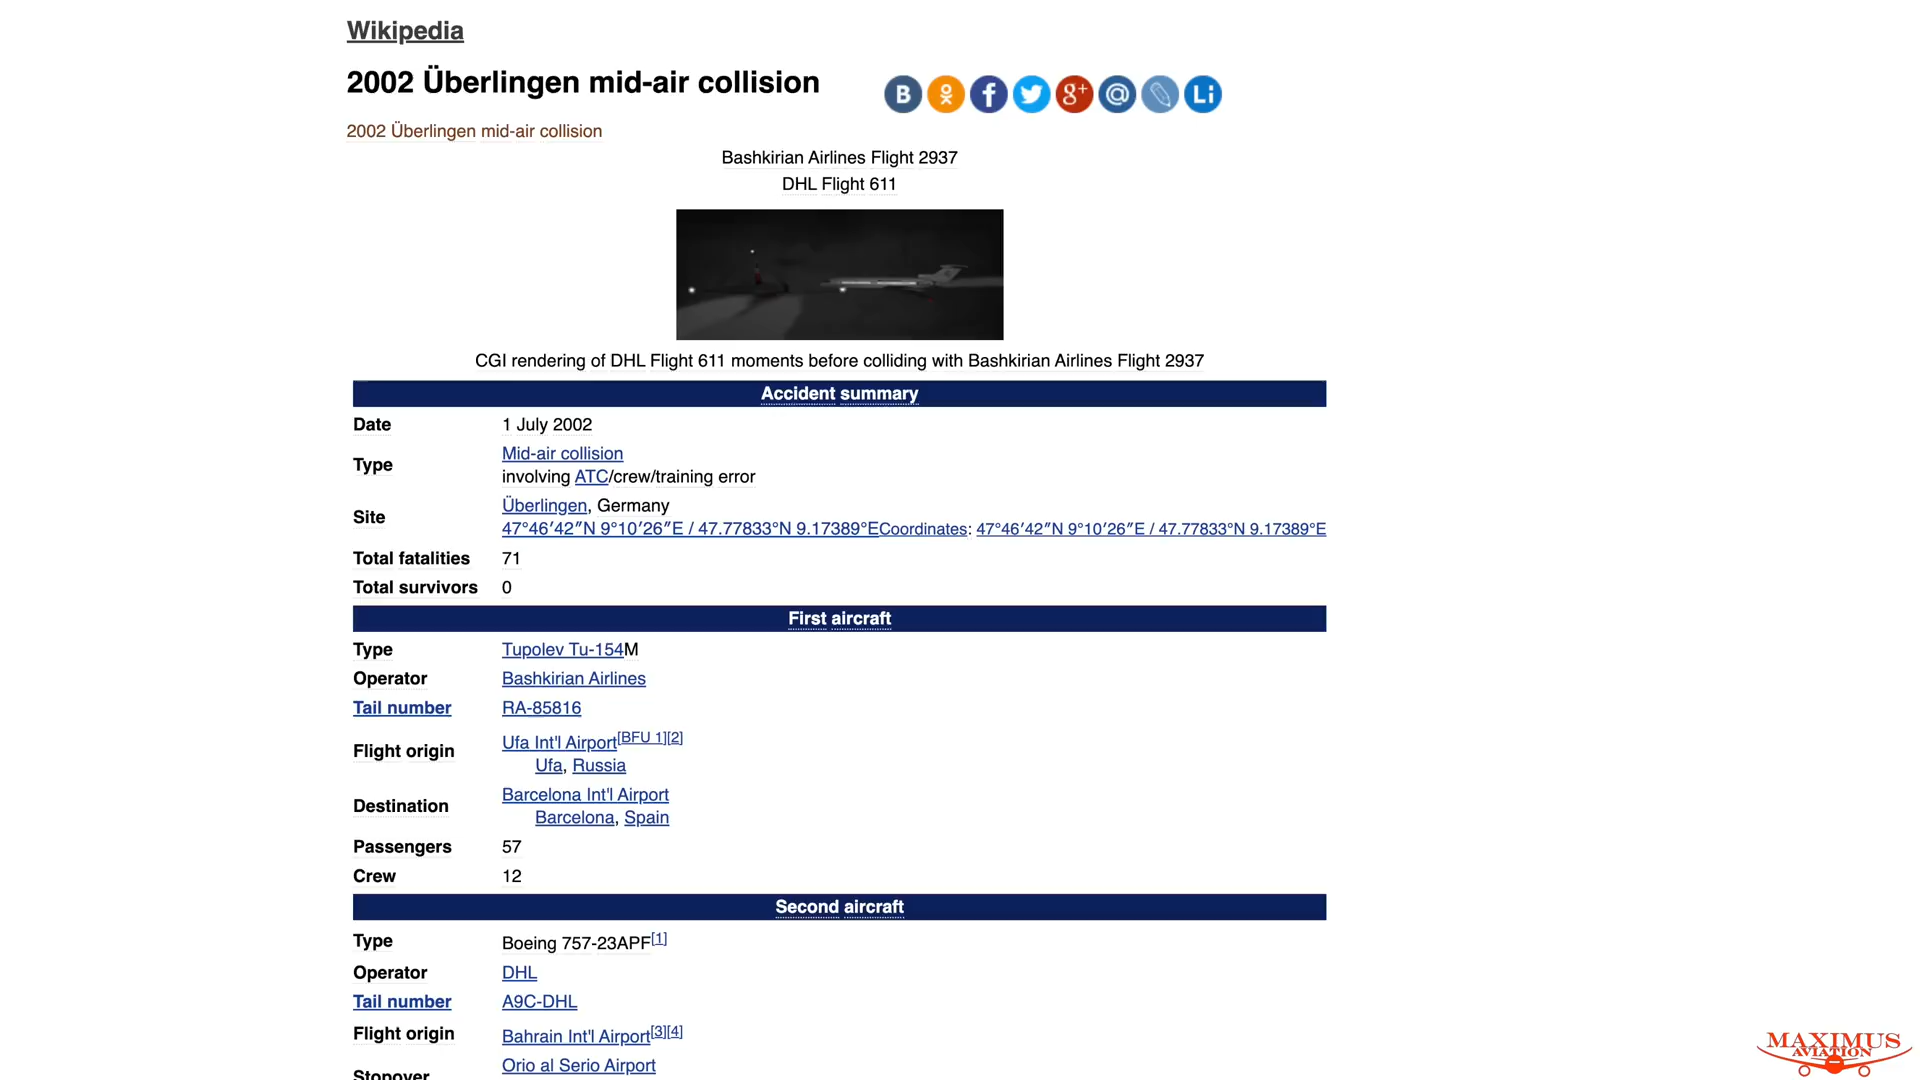 Wikipedia
2002 Überlingen mid-air collision
B
f
g+
@
Li
2002 Überlingen mid-air collision
Bashkirian Airlines Flight 2937
DHL Flight 611
CGI rendering of DHL Flight 611 moments before colliding with Bashkirian Airlines Flight 2937
Accident summary
Date 1 July 2002
Type Mid-air collision
involving ATC/crew/training error
Site Überlingen, Germany
47°46′42″N 9°10′26″E / 47.77833°N 9.17389°ECoordinates: 47°46′42″N 9°10′26″E / 47.77833°N 9.17389°E
Total fatalities 71
Total survivors 0
First aircraft
Type Tupolev Tu-154M
Operator Bashkirian Airlines
Tail number RA-85816
Flight origin Ufa Int'l Airport[BFU 1][2]
Ufa, Russia
Destination Barcelona Int'l Airport
Barcelona, Spain
Passengers 57
Crew 12
Second aircraft
Type Boeing 757-23APF[1]
Operator DHL
Tail number A9C-DHL
Flight origin Bahrain Int'l Airport[3][4]
Stopover Orio al Serio Airport
MAXIMUS
AVIATION